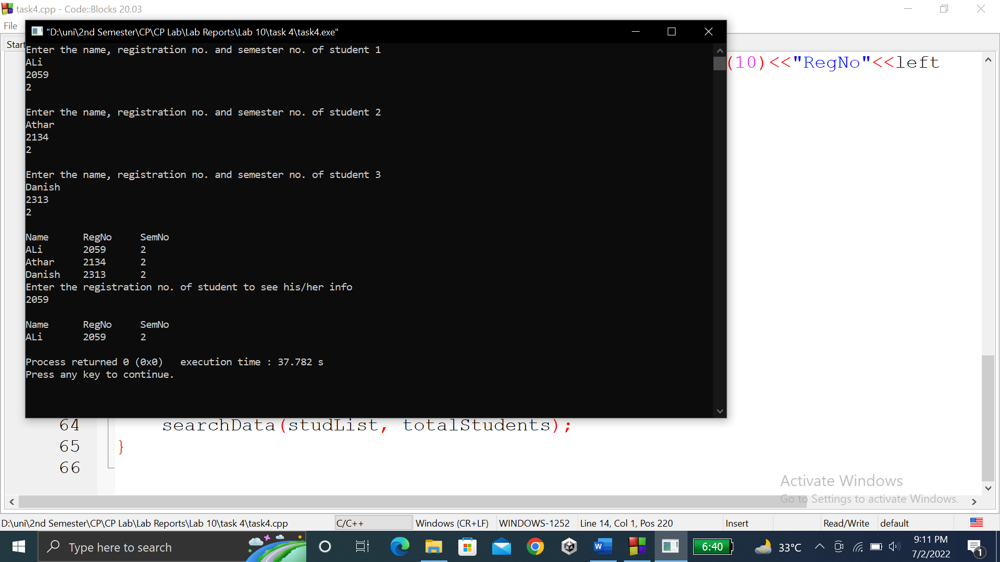 task4.cpp - Code::Blocks 20.03
File
Start
"D:\uni\2nd Semester\CP\CP Lab\Lab Reports\Lab 10\task 4\task4.exe"
(10)<<"RegNo"<<left
Enter the name, registration no. and semester no. of student 1
ALi
2059
2
Enter the name, registration no. and semester no. of student 2
Athar
2134
2
Enter the name, registration no. and semester no. of student 3
Danish
2313
2
Name RegNo SemNo
ALi 2059 2
Athar 2134 2
Danish 2313 2
Enter the registration no. of student to see his/her info
2059
Name RegNo SemNo
ALi 2059 2
Process returned 0 (0x0) execution time : 37.782 s
Press any key to continue.
64 searchData(studList, totalStudents);
65 }
66
Activate Windows
Go to Settings to activate Windows.
D:\uni\2nd Semester\CP\CP Lab\Lab Reports\Lab 10\task 4\task4.cpp C/C++ Windows (CR+LF) WINDOWS-1252 Line 14, Col 1, Pos 220 Insert Read/Write default
Type here to search
W
6:40
33°C
9:11 PM
7/2/2022
1